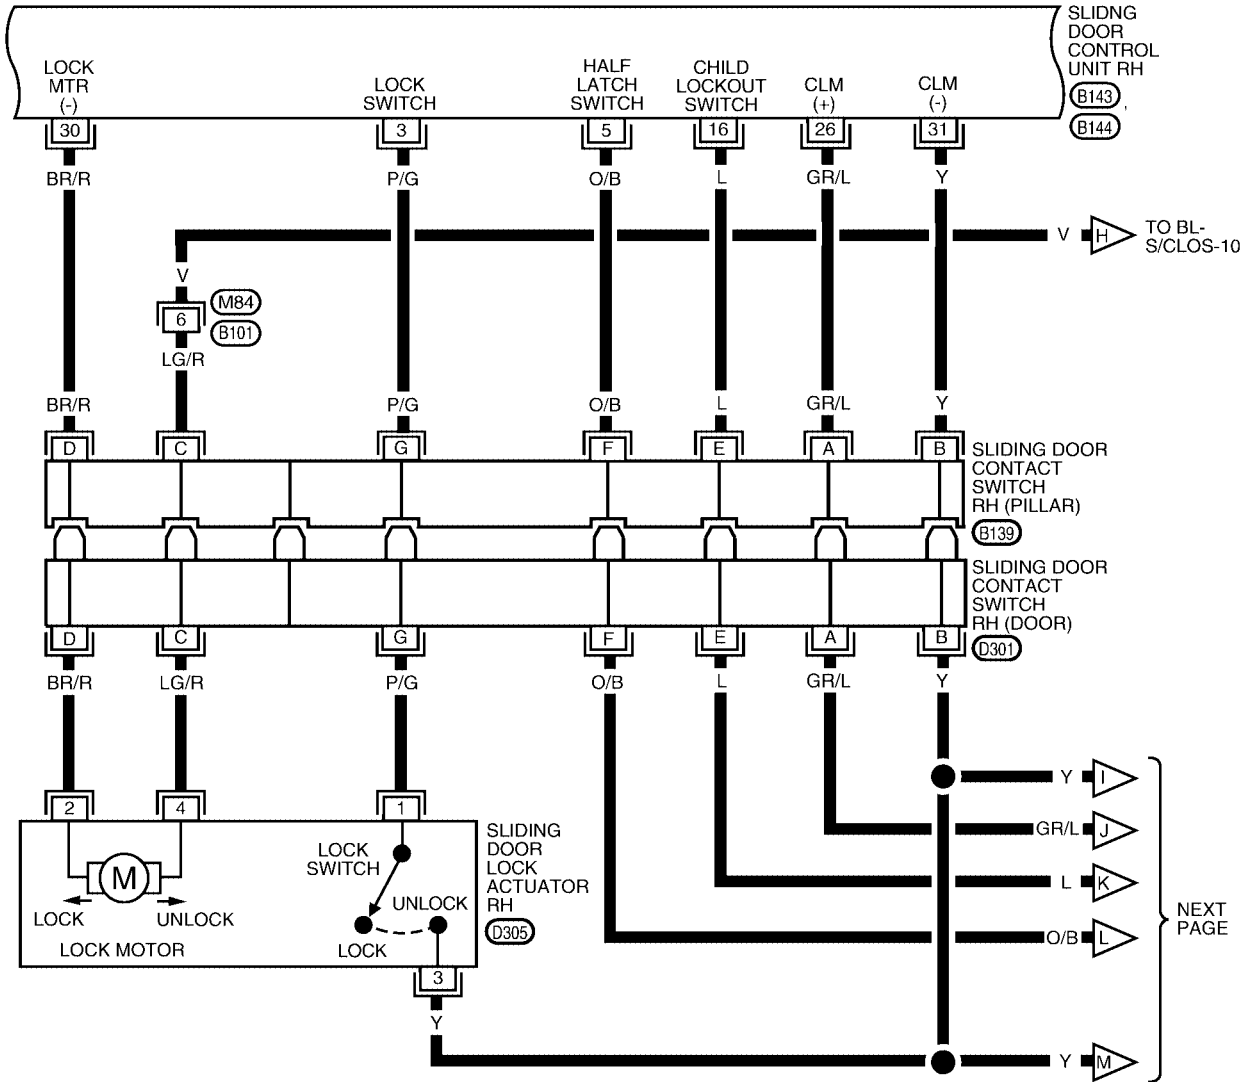 SLIDNG
DOOR
CONTROL
UNIT RH
B143 ,
B144
LOCK
MTR
(-)
LOCK
SWITCH
HALF
LATCH
SWITCH
CHILD
LOCKOUT
SWITCH
CLM
(+)
CLM
(-)
30 3 5 16 26 31
BR/R P/G O/B L GR/L Y
V H TO BL-
S/CLOS-10
V
6 M84
B101
LG/R
BR/R P/G O/B L GR/L Y
D C G F E A B
SLIDING DOOR
CONTACT
SWITCH
RH (PILLAR)
B139
SLIDING DOOR
CONTACT
SWITCH
RH (DOOR)
D301
D C G F E A B
BR/R LG/R P/G O/B L GR/L Y
Y I
GR/L J
L K
O/B L
Y M
NEXT
PAGE
2 4 1
SLIDING
DOOR
LOCK
ACTUATOR
RH
D305
M
LOCK UNLOCK
LOCK MOTOR
LOCK
SWITCH
UNLOCK
LOCK
3
Y